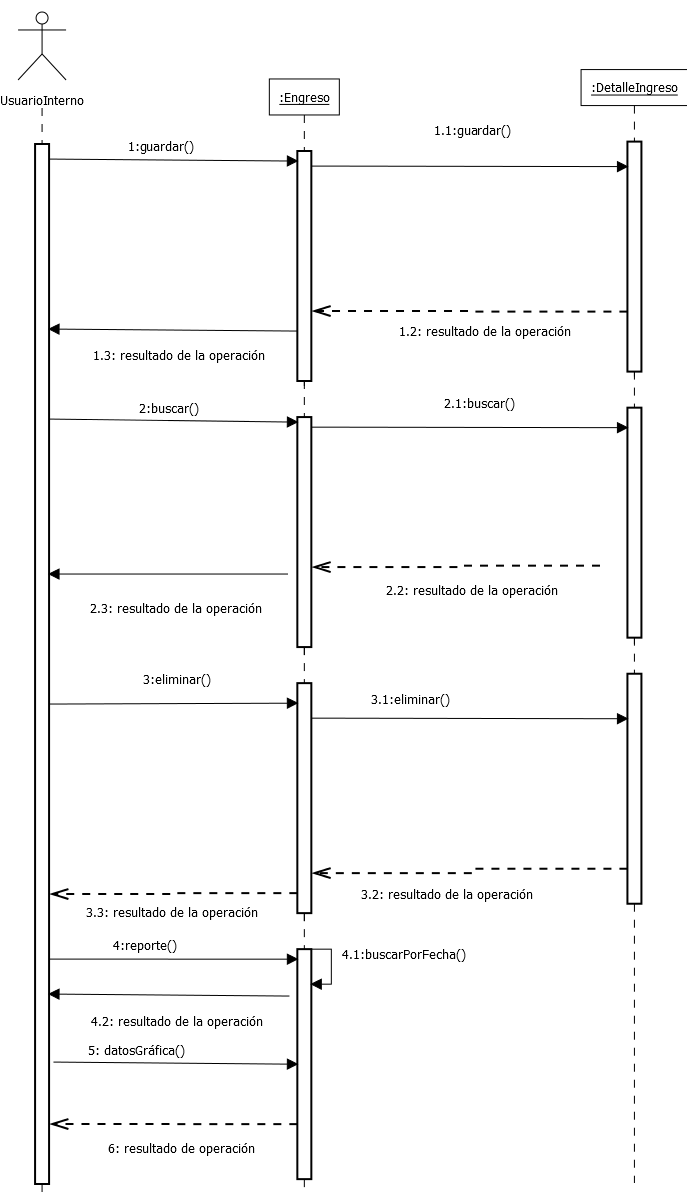 UsuarioInterno
:Engreso
:DetalleIngreso
1:guardar()
1.1:guardar()
1.2: resultado de la operación
1.3: resultado de la operación
2:buscar()
2.1:buscar()
2.2: resultado de la operación
2.3: resultado de la operación
3:eliminar()
3.1:eliminar()
3.2: resultado de la operación
3.3: resultado de la operación
4:reporte()
4.1:buscarPorFecha()
4.2: resultado de la operación
5: datosGráfica()
6: resultado de operación